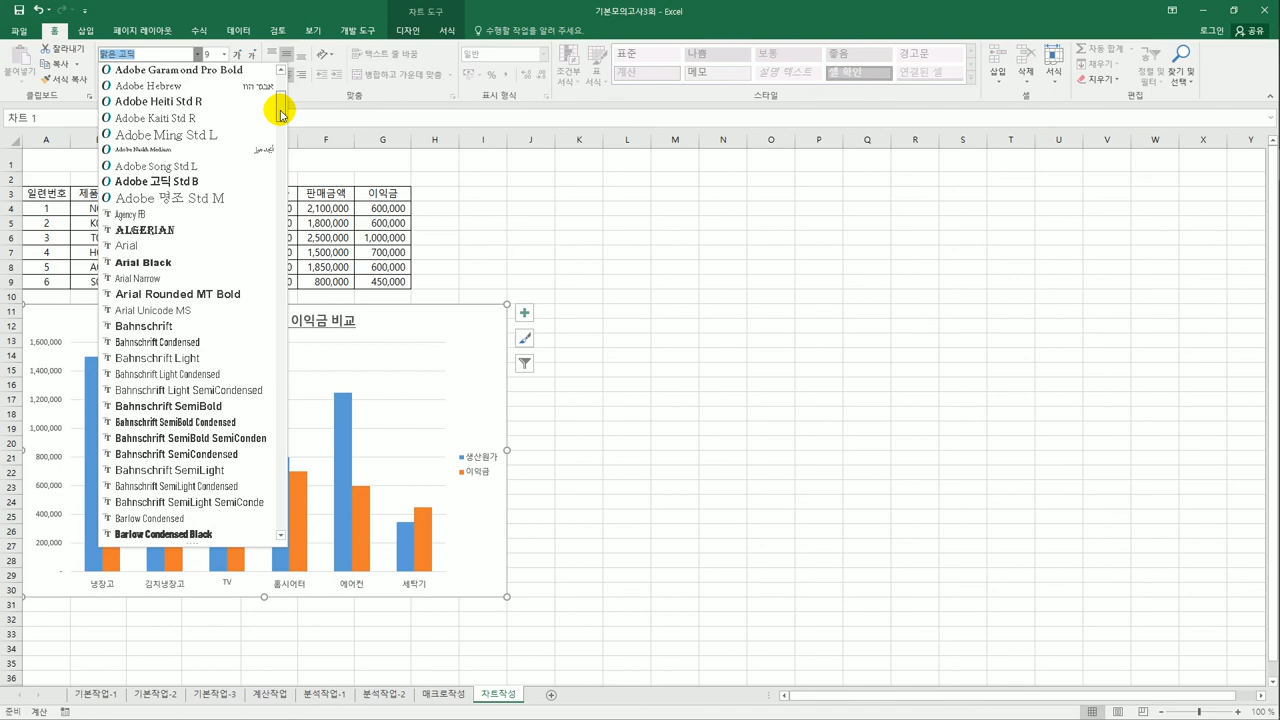 차트 도구
기본모의고사3회 - Excel
파일 홈 삽입 페이지 레이아웃 수식 데이터 보기 개발 도구 디자인 서식 수행할 작업을 알려 주세요.
로그인 공유
붙여넣기
잘라내기
복사
서식 복사
클립보드
맑은 고딕 9
텍스트 줄 바꿈
병합하고 가운데 맞춤
맞춤
일반
표시 형식
조건부 서식
표 서식
표준 나쁨 보통 좋음 경고문
계산 메모 설명 텍스트 셀 확인 연결된 셀
스타일
삽입 삭제 서식
셀
자동 합계
채우기
지우기
정렬 및 필터
찾기 및 선택
편집
차트 1
Adobe Garamond Pro Bold
Adobe Hebrew
Adobe Heiti Std R
Adobe Kaiti Std R
Adobe Ming Std L
Adobe Naskh Medium
Adobe Song Std L
Adobe 고딕 Std B
Adobe 명조 Std M
Agency FB
ALGERIAN
Arial
Arial Black
Arial Narrow
Arial Rounded MT Bold
Arial Unicode MS
Bahnschrift
Bahnschrift Condensed
Bahnschrift Light
Bahnschrift Light Condensed
Bahnschrift Light SemiCondensed
Bahnschrift SemiBold
Bahnschrift SemiBold Condensed
Bahnschrift SemiBold SemiConden
Bahnschrift SemiCondensed
Bahnschrift SemiLight
Bahnschrift SemiLight Condensed
Bahnschrift SemiLight SemiConde
Barlow Condensed
Barlow Condensed Black
A B F G H I J K L M N O P Q R S T U V W X Y
1
2
3 일련번호 판매금액 이익금
4 1 2,100,000 600,000
5 2 1,800,000 600,000
6 3 2,500,000 1,000,000
7 4 1,500,000 700,000
8 5 1,850,000 600,000
9 6 800,000 450,000
10
11
12
13
14
15
16
17
18
19
20
21
22
23
24
25
26
27
28
29
30
31
32
33
34
35
36
이익금 비교
1,600,000
1,400,000
1,200,000
1,000,000
800,000
600,000
400,000
200,000
-
냉장고 김치냉장고 TV 홈시어터 에어컨 세탁기
생산원가
이익금
기본작업-1 기본작업-2 기본작업-3 계산작업 분석작업-1 분석작업-2 매크로작성 차트작성
준비 계산
100 %